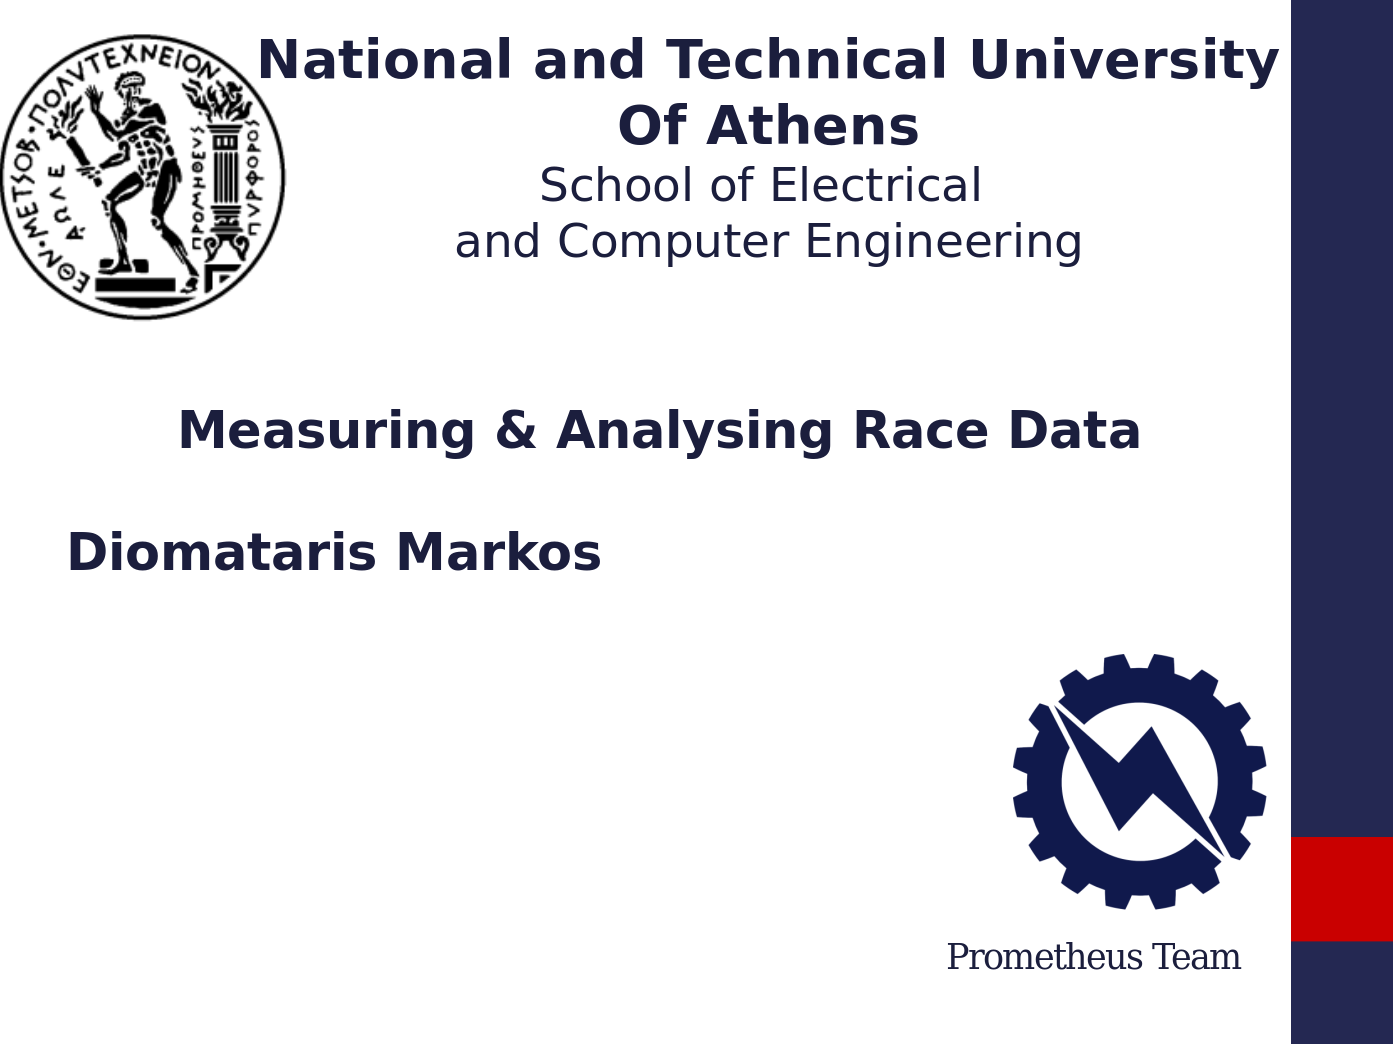 National and Technical University
Of Athens
School of Electrical
and Computer Engineering
ΕΘΝ•ΜΕΤΣΟΒ•ΠΟΛΥΤΕΧΝΕΙΟΝ
ΠΡΟΜΗΘΕΥΣ
ΠΥΡΦΟΡΟΣ
ΑΩΛΕ
Measuring & Analysing Race Data
Diomataris Markos
Prometheus Team